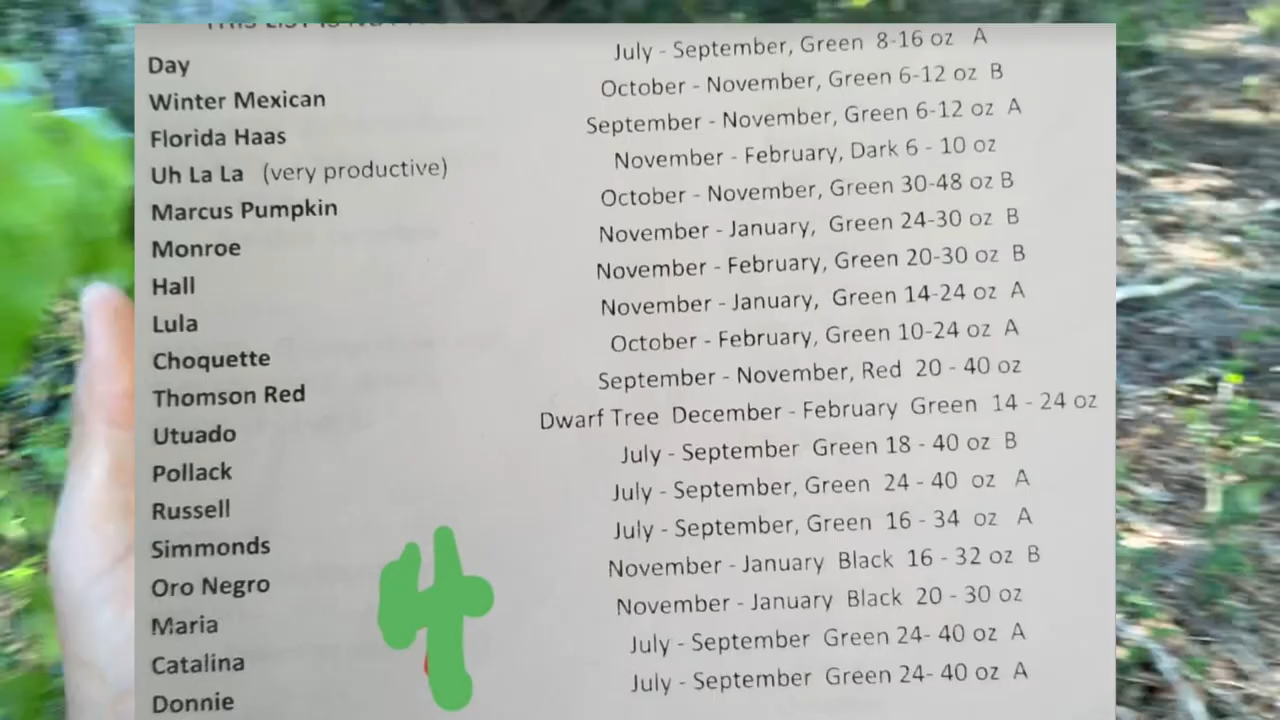 Day July - September, Green 8-16 oz A
Winter Mexican October - November, Green 6-12 oz B
Florida Haas September - November, Green 6-12 oz A
Uh La La (very productive) November - February, Dark 6 - 10 oz
Marcus Pumpkin October - November, Green 30-48 oz B
Monroe November - January, Green 24-30 oz B
Hall November - February, Green 20-30 oz B
Lula November - January, Green 14-24 oz A
Choquette October - February, Green 10-24 oz A
Thomson Red September - November, Red 20 - 40 oz
Utuado Dwarf Tree December - February Green 14 - 24 oz
Pollack July - September Green 18 - 40 oz B
Russell July - September, Green 24 - 40 oz A
Simmonds July - September, Green 16 - 34 oz A
Oro Negro November - January Black 16 - 32 oz B
Maria November - January Black 20 - 30 oz
Catalina July - September Green 24- 40 oz A
Donnie July - September Green 24- 40 oz A
4